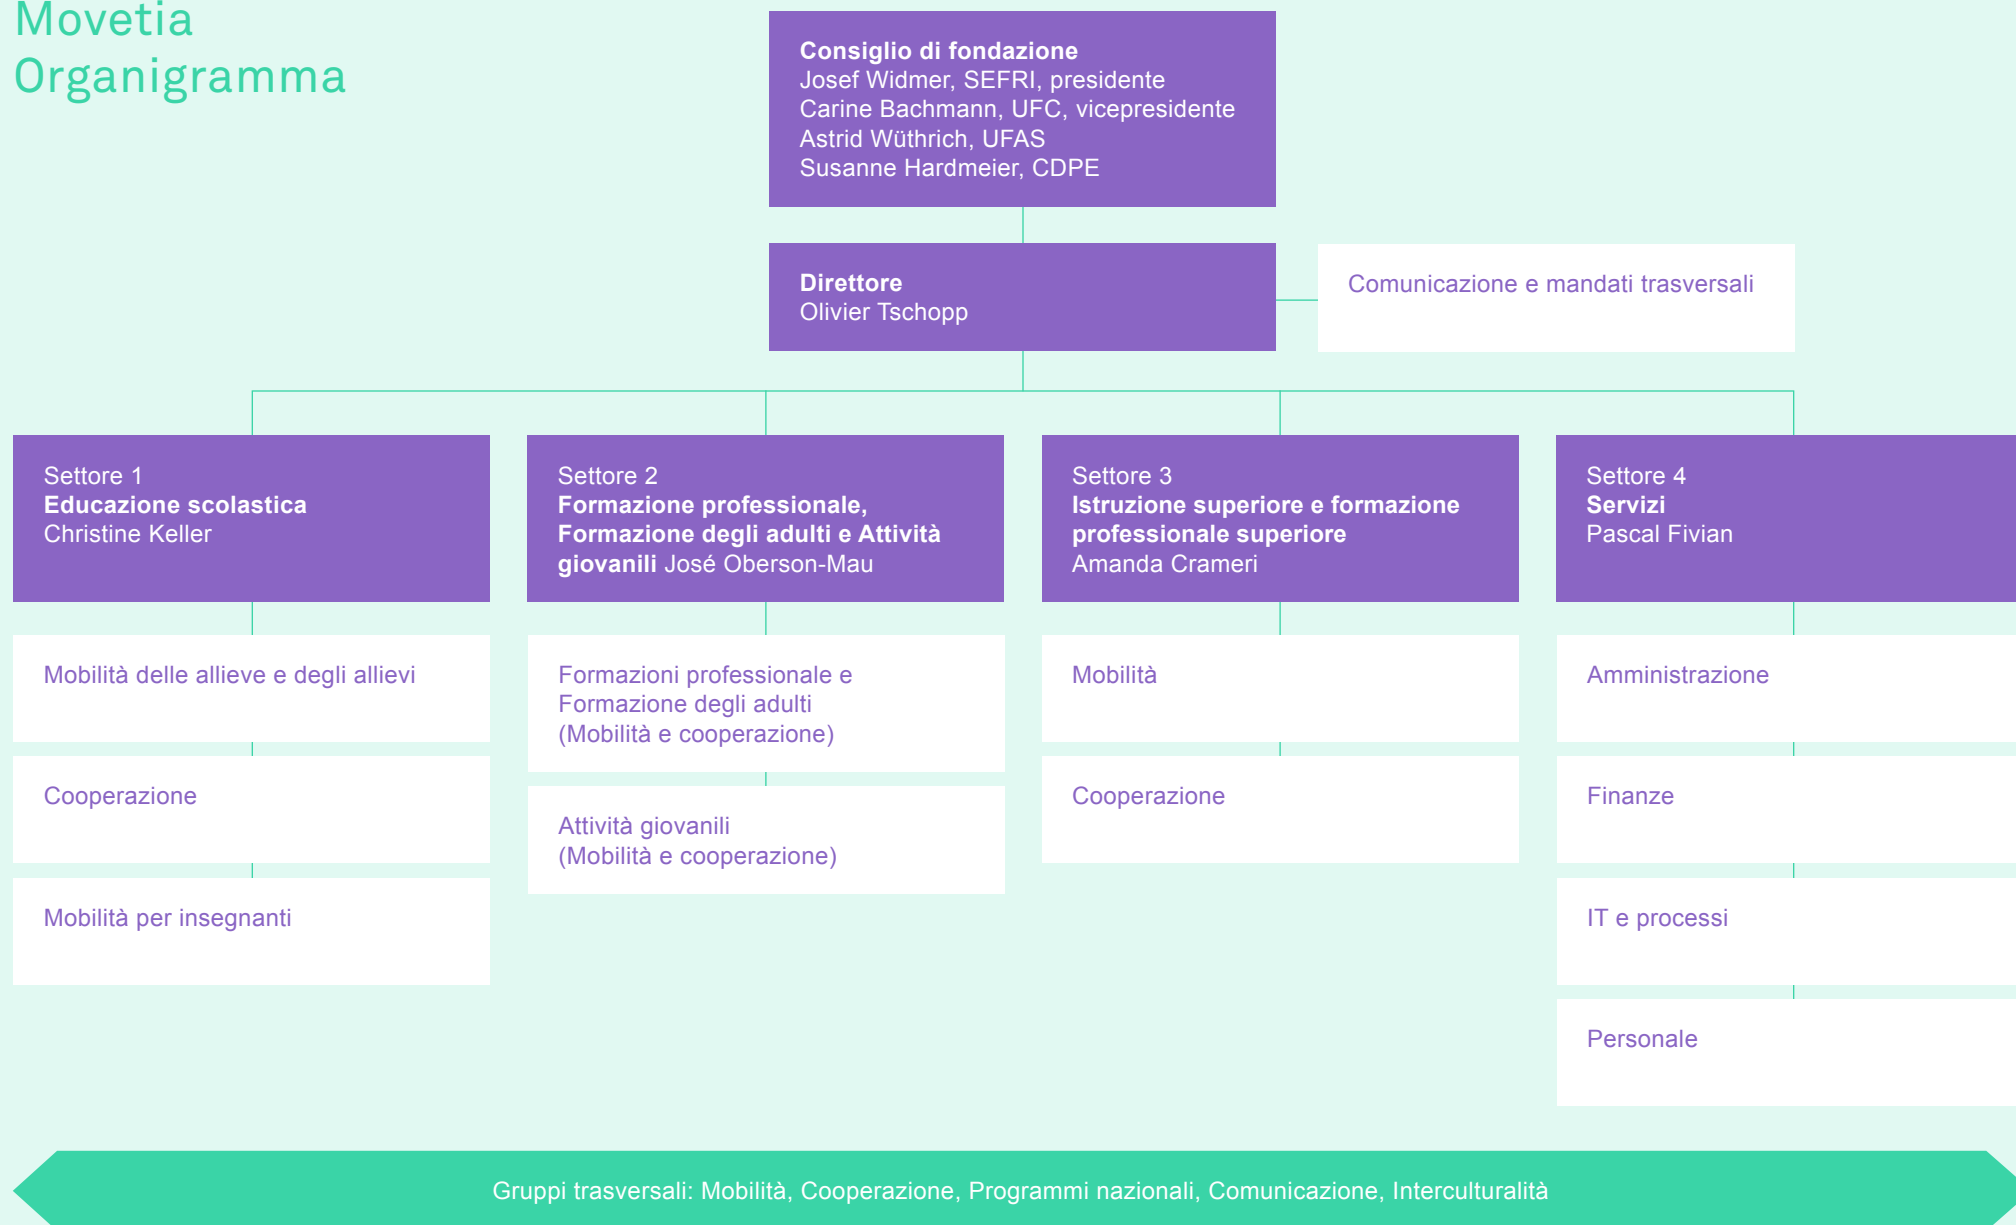 Movetia
Organigramma
Consiglio di fondazione
Josef Widmer, SEFRI, presidente
Carine Bachmann, UFC, vicepresidente
Astrid Wüthrich, UFAS
Susanne Hardmeier, CDPE
Direttore
Olivier Tschopp
Comunicazione e mandati trasversali
Settore 1
Educazione scolastica
Christine Keller
Settore 2
Formazione professionale,
Formazione degli adulti e Attività
giovanili José Oberson-Mau
Settore 3
Istruzione superiore e formazione
professionale superiore
Amanda Crameri
Settore 4
Servizi
Pascal Fivian
Mobilità delle allieve e degli allievi
Cooperazione
Mobilità per insegnanti
Formazioni professionale e
Formazione degli adulti
(Mobilità e cooperazione)
Attività giovanili
(Mobilità e cooperazione)
Mobilità
Cooperazione
Amministrazione
Finanze
IT e processi
Personale
Gruppi trasversali: Mobilità, Cooperazione, Programmi nazionali, Comunicazione, Interculturalità